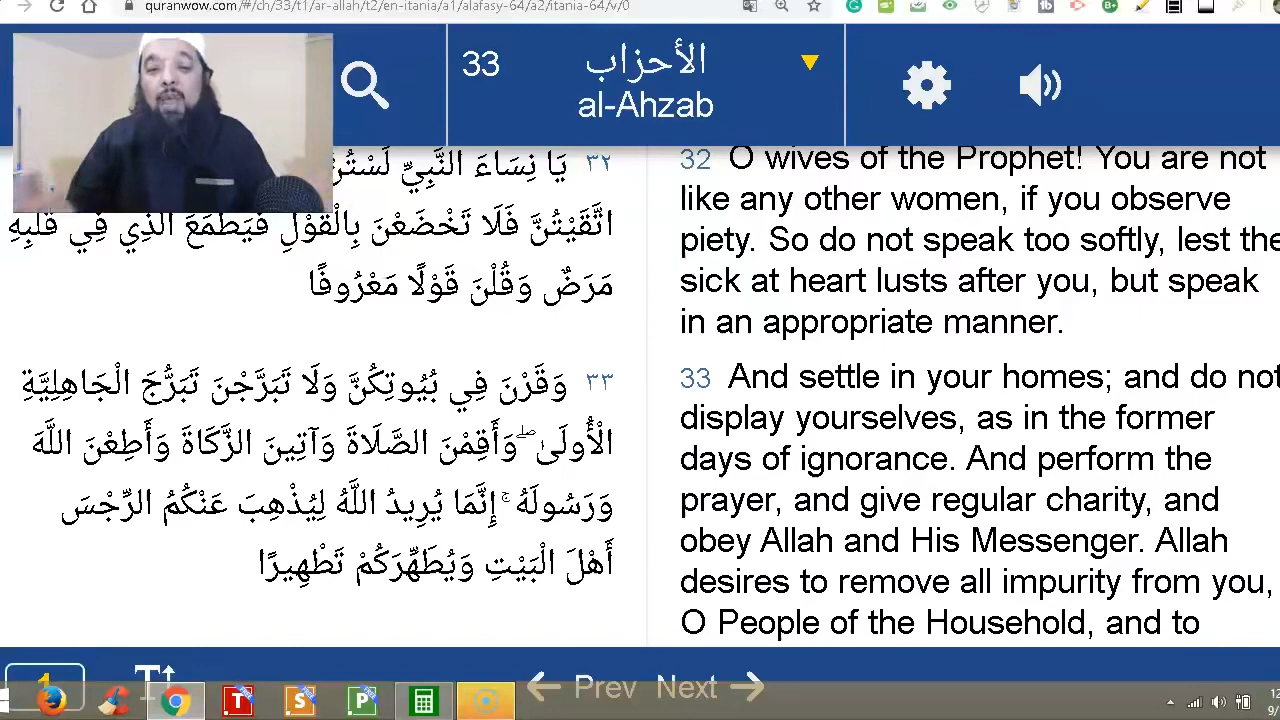 quranwow.com/#/ch/33/t1/ar-allah/t2/en-itania/a1/alafasy-64/a2/itania-64/v/0
33
الأحزاب
al-Ahzab
٣٢ يَا نِسَاءَ النَّبِيِّ
اتَّقَيْتُنَّ فَلَا تَخْضَعْنَ بِالْقَوْلِ فَيَطْمَعَ الَّذِي فِي قَلْبِهِ
مَرَضٌ وَقُلْنَ قَوْلًا مَعْرُوفًا
٣٣ وَقَرْنَ فِي بُيُوتِكُنَّ وَلَا تَبَرَّجْنَ تَبَرُّجَ الْجَاهِلِيَّةِ
الْأُولَىٰ ۖ وَأَقِمْنَ الصَّلَاةَ وَآتِينَ الزَّكَاةَ وَأَطِعْنَ اللَّهَ
وَرَسُولَهُ ۚ إِنَّمَا يُرِيدُ اللَّهُ لِيُذْهِبَ عَنْكُمُ الرِّجْسَ
أَهْلَ الْبَيْتِ وَيُطَهِّرَكُمْ تَطْهِيرًا
32 O wives of the Prophet! You are not
like any other women, if you observe
piety. So do not speak too softly, lest the
sick at heart lusts after you, but speak
in an appropriate manner.
33 And settle in your homes; and do not
display yourselves, as in the former
days of ignorance. And perform the
prayer, and give regular charity, and
obey Allah and His Messenger. Allah
desires to remove all impurity from you,
O People of the Household, and to
1
T
Prev Next
T
S
P